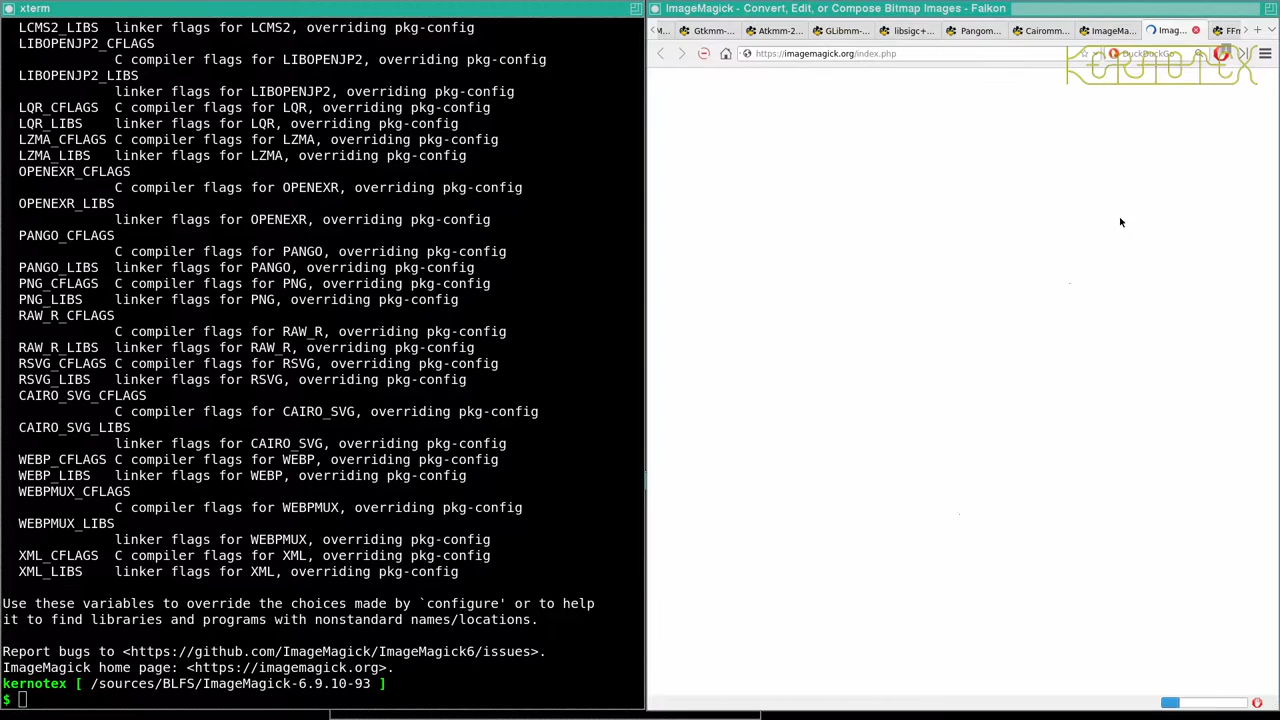 xterm
LCMS2_LIBS linker flags for LCMS2, overriding pkg-config
LIBOPENJP2_CFLAGS
C compiler flags for LIBOPENJP2, overriding pkg-config
LIBOPENJP2_LIBS
linker flags for LIBOPENJP2, overriding pkg-config
LQR_CFLAGS C compiler flags for LQR, overriding pkg-config
LQR_LIBS linker flags for LQR, overriding pkg-config
LZMA_CFLAGS C compiler flags for LZMA, overriding pkg-config
LZMA_LIBS linker flags for LZMA, overriding pkg-config
OPENEXR_CFLAGS
C compiler flags for OPENEXR, overriding pkg-config
OPENEXR_LIBS
linker flags for OPENEXR, overriding pkg-config
PANGO_CFLAGS
C compiler flags for PANGO, overriding pkg-config
PANGO_LIBS linker flags for PANGO, overriding pkg-config
PNG_CFLAGS C compiler flags for PNG, overriding pkg-config
PNG_LIBS linker flags for PNG, overriding pkg-config
RAW_R_CFLAGS
C compiler flags for RAW_R, overriding pkg-config
RAW_R_LIBS linker flags for RAW_R, overriding pkg-config
RSVG_CFLAGS C compiler flags for RSVG, overriding pkg-config
RSVG_LIBS linker flags for RSVG, overriding pkg-config
CAIRO_SVG_CFLAGS
C compiler flags for CAIRO_SVG, overriding pkg-config
CAIRO_SVG_LIBS
linker flags for CAIRO_SVG, overriding pkg-config
WEBP_CFLAGS C compiler flags for WEBP, overriding pkg-config
WEBP_LIBS linker flags for WEBP, overriding pkg-config
WEBPMUX_CFLAGS
C compiler flags for WEBPMUX, overriding pkg-config
WEBPMUX_LIBS
linker flags for WEBPMUX, overriding pkg-config
XML_CFLAGS C compiler flags for XML, overriding pkg-config
XML_LIBS linker flags for XML, overriding pkg-config
Use these variables to override the choices made by `configure' or to help
it to find libraries and programs with nonstandard names/locations.
Report bugs to <https://github.com/ImageMagick/ImageMagick6/issues>.
ImageMagick home page: <https://imagemagick.org>.
kernotex [ /sources/BLFS/ImageMagick-6.9.10-93 ]
$
ImageMagick - Convert, Edit, or Compose Bitmap Images - Falkon
M... Gtkmm-... Atkmm-2... GLibmm-... libsigc+... Pangom... Cairomm... ImageMa... Imag... FFn
https://imagemagick.org/index.php DuckDuckGo
KERNOTEX